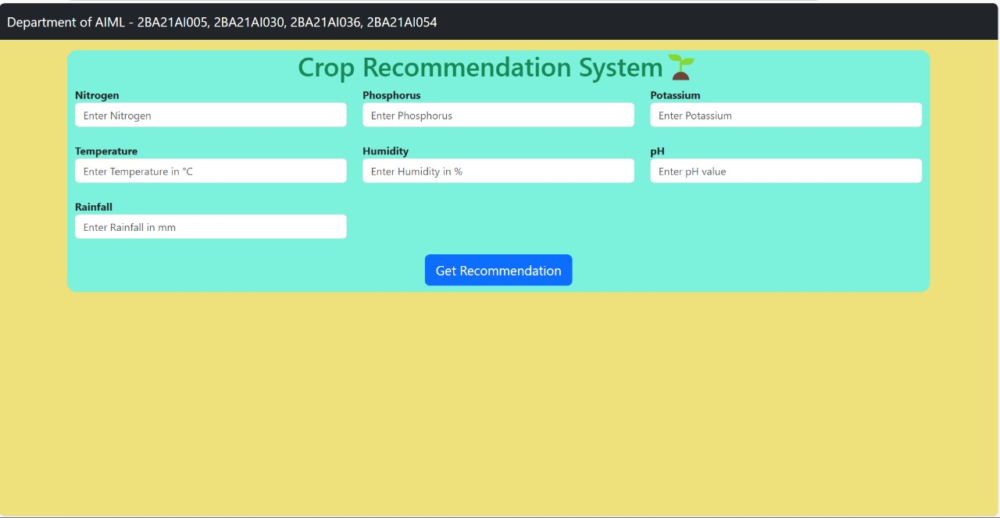 Department of AIML - 2BA21AI005, 2BA21AI030, 2BA21AI036, 2BA21AI054
Crop Recommendation System
Nitrogen Phosphorus Potassium
Enter Nitrogen Enter Phosphorus Enter Potassium
Temperature Humidity pH
Enter Temperature in °C Enter Humidity in % Enter pH value
Rainfall
Enter Rainfall in mm
Get Recommendation